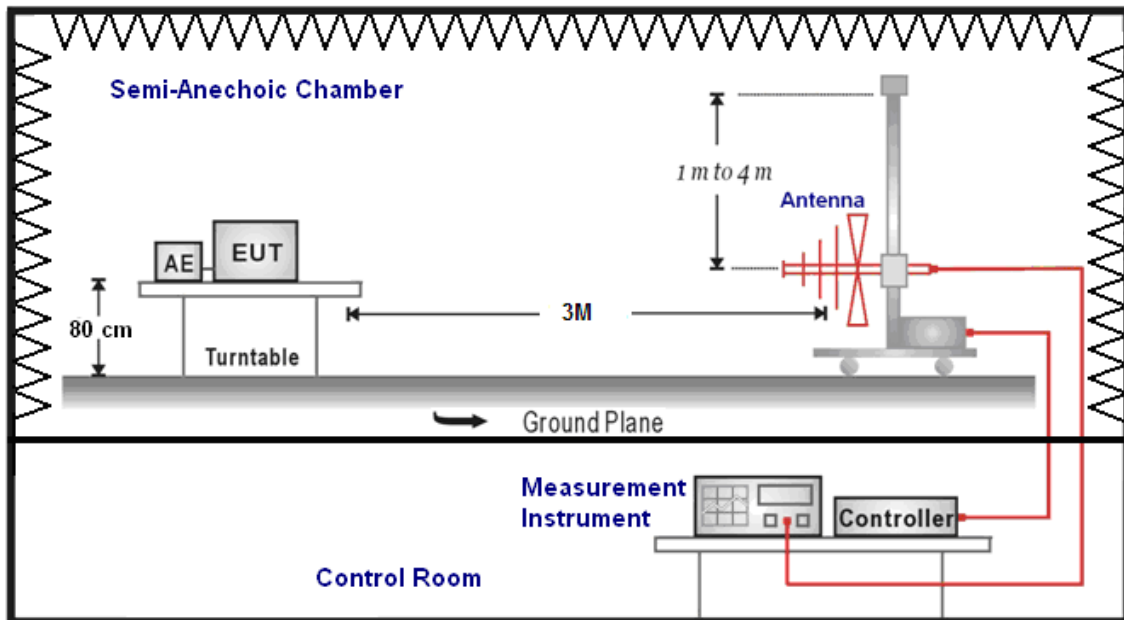 Semi-Anechoic Chamber
1 m to 4 m
Antenna
AE
EUT
80 cm
3M
Turntable
Ground Plane
Measurement
Instrument
Controller
Control Room